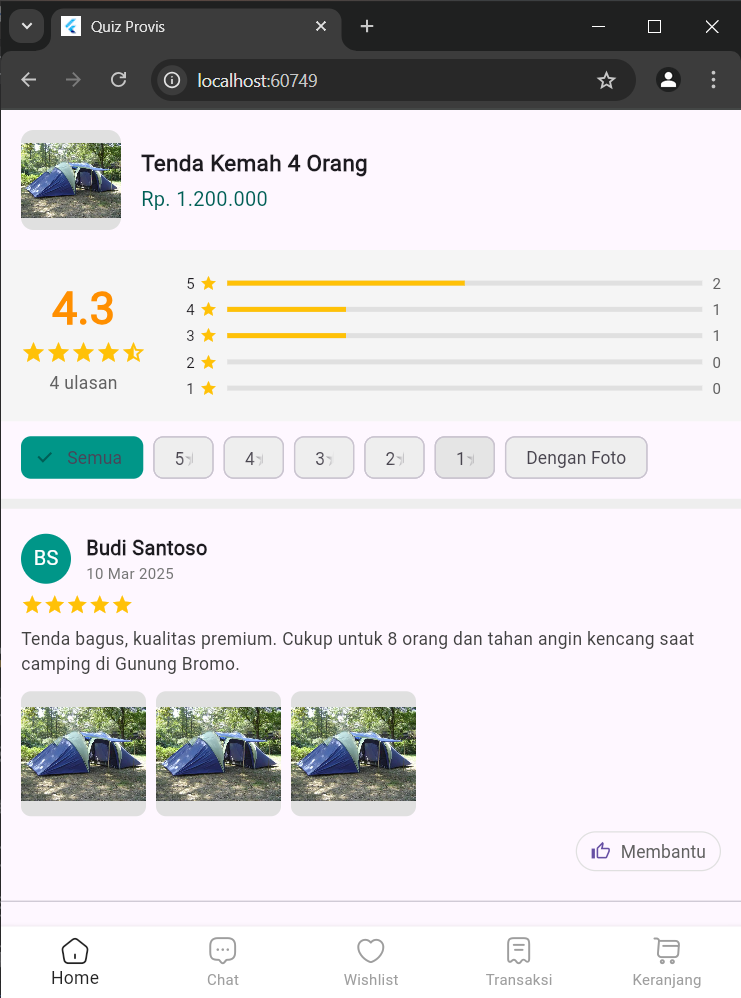 Quiz Provis
localhost:60749
Tenda Kemah 4 Orang
Rp. 1.200.000
4.3
4 ulasan
5 2
4 1
3 1
2 0
1 0
Semua 5 4 3 2 1 Dengan Foto
BS
Budi Santoso
10 Mar 2025
Tenda bagus, kualitas premium. Cukup untuk 8 orang dan tahan angin kencang saat
camping di Gunung Bromo.
Membantu
Home Chat Wishlist Transaksi Keranjang